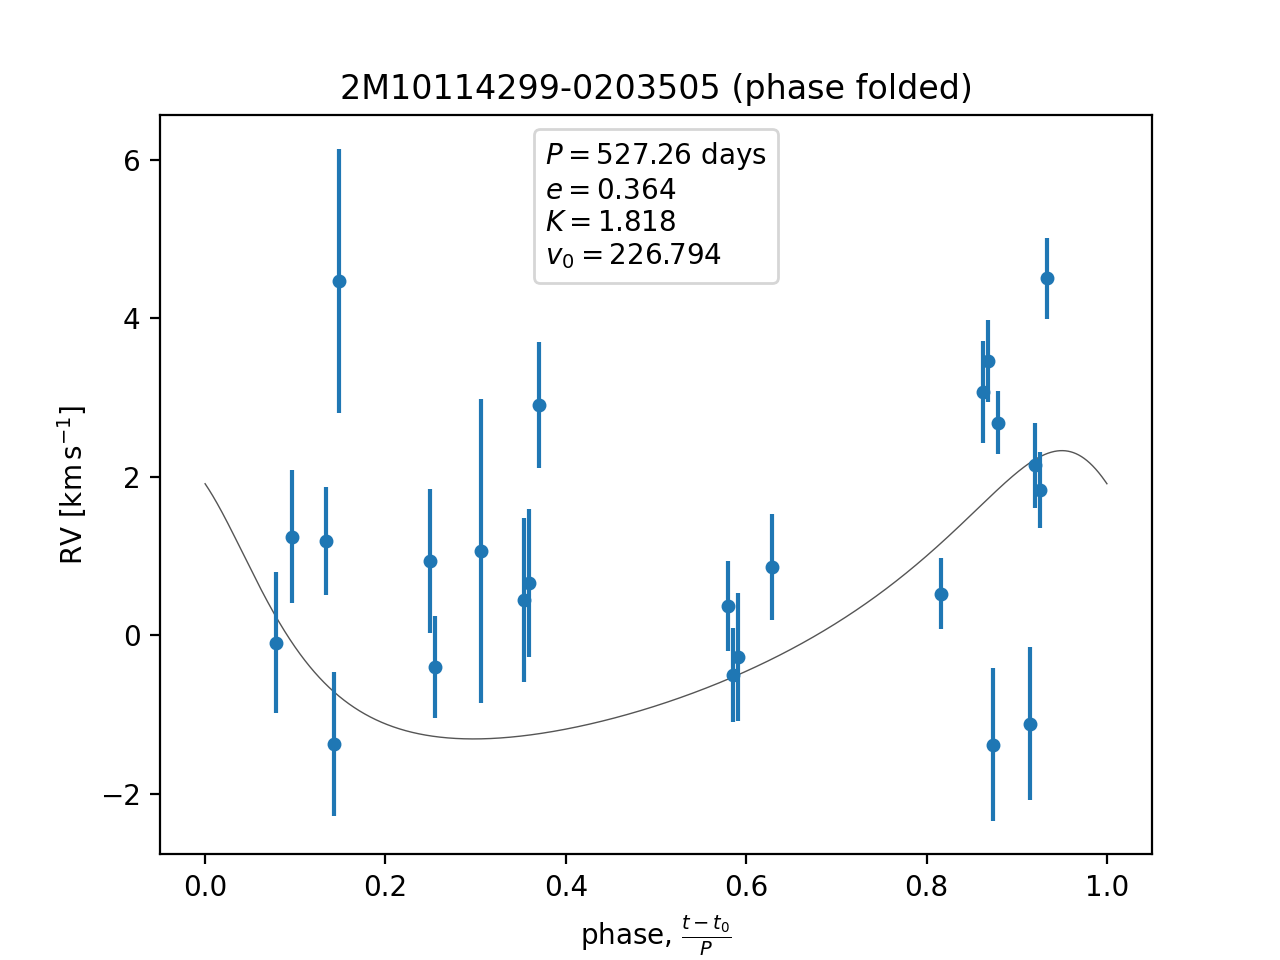 2M10114299-0203505 (phase folded)
P = 527.26 days
e = 0.364
K = 1.818
v₀ = 226.794
6
4
2
0
−2
RV [km s⁻¹]
0.0 0.2 0.4 0.6 0.8 1.0
phase, (t − t₀)/P